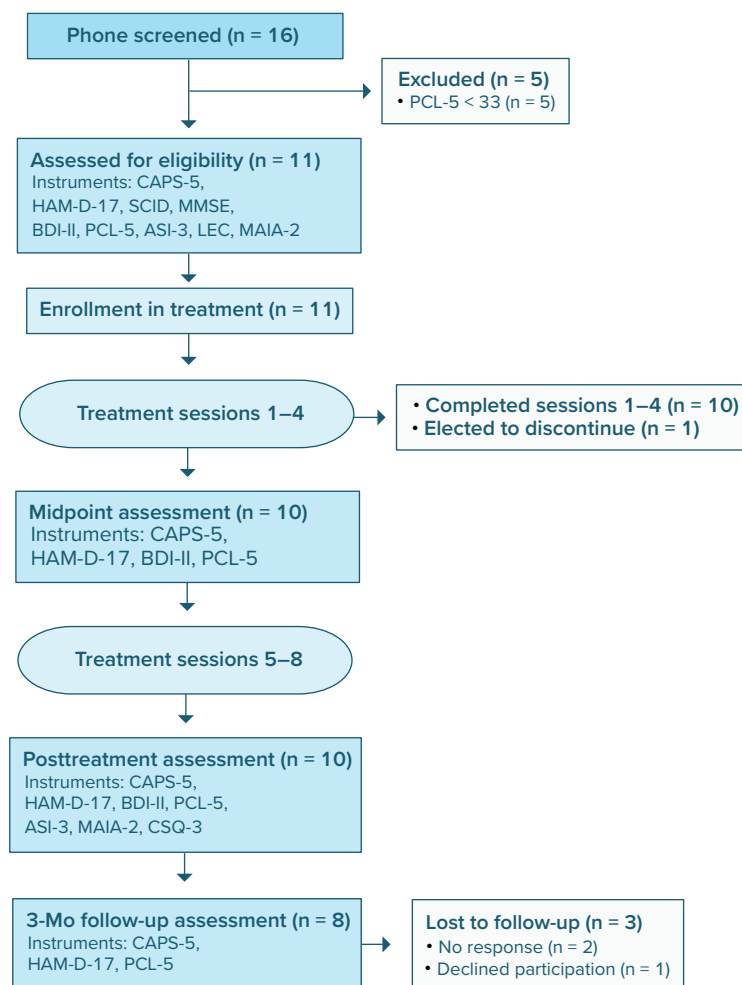 Phone screened (n = 16)
Excluded (n = 5)
• PCL-5 < 33 (n = 5)
Assessed for eligibility (n = 11)
Instruments: CAPS-5,
HAM-D-17, SCID, MMSE,
BDI-II, PCL-5, ASI-3, LEC, MAIA-2
Enrollment in treatment (n = 11)
Treatment sessions 1–4
• Completed sessions 1–4 (n = 10)
• Elected to discontinue (n = 1)
Midpoint assessment (n = 10)
Instruments: CAPS-5,
HAM-D-17, BDI-II, PCL-5
Treatment sessions 5–8
Posttreatment assessment (n = 10)
Instruments: CAPS-5,
HAM-D-17, BDI-II, PCL-5,
ASI-3, MAIA-2, CSQ-3
3-Mo follow-up assessment (n = 8)
Instruments: CAPS-5,
HAM-D-17, PCL-5
Lost to follow-up (n = 3)
• No response (n = 2)
• Declined participation (n = 1)